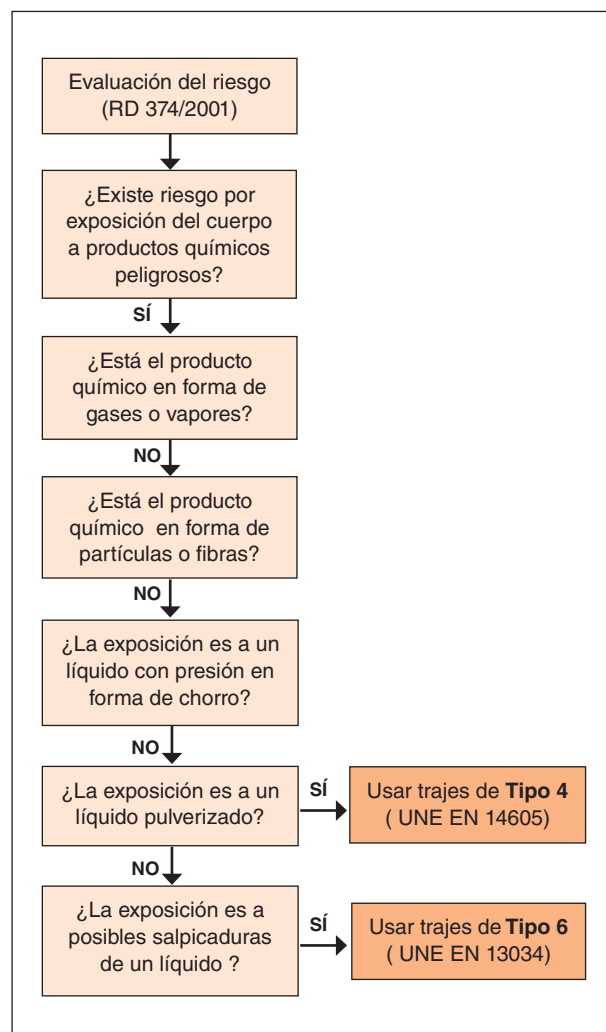 Evaluación del riesgo
(RD 374/2001)
¿Existe riesgo por
exposición del cuerpo
a productos químicos
peligrosos?
SÍ
¿Está el producto
químico en forma de
gases o vapores?
NO
¿Está el producto
químico en forma de
partículas o fibras?
NO
¿La exposición es a un
líquido con presión en
forma de chorro?
NO
¿La exposición es a un
líquido pulverizado?
SÍ
Usar trajes de Tipo 4
( UNE EN 14605)
NO
¿La exposición es a
posibles salpicaduras
de un líquido ?
SÍ
Usar trajes de Tipo 6
( UNE EN 13034)